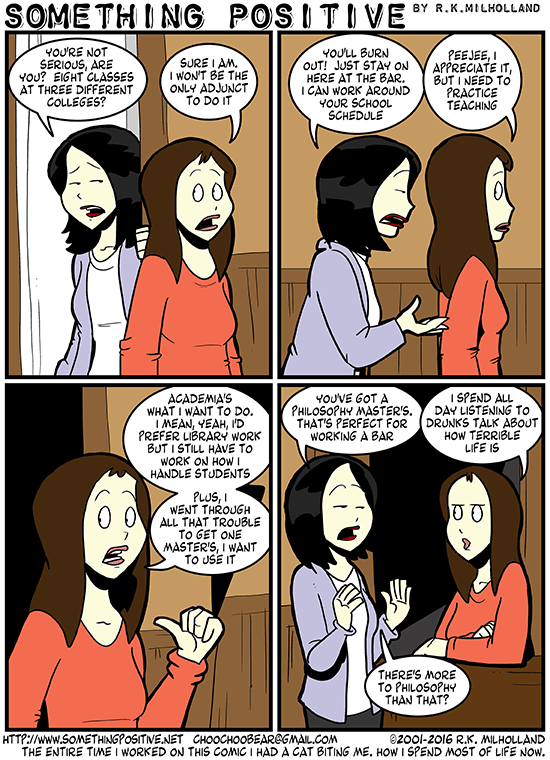 SOMETHING POSITIVE BY R.K.MILHOLLAND
YOU'RE NOT
SERIOUS, ARE
YOU? EIGHT CLASSES
AT THREE DIFFERENT
COLLEGES?
SURE I AM.
I WON'T BE THE
ONLY ADJUNCT
TO DO IT
YOU'LL BURN
OUT! JUST STAY ON
HERE AT THE BAR.
I CAN WORK AROUND
YOUR SCHOOL
SCHEDULE
PEEJEE, I
APPRECIATE IT,
BUT I NEED TO
PRACTICE
TEACHING
ACADEMIA'S
WHAT I WANT TO DO.
I MEAN, YEAH, I'D
PREFER LIBRARY WORK
BUT I STILL HAVE TO
WORK ON HOW I
HANDLE STUDENTS
PLUS, I
WENT THROUGH
ALL THAT TROUBLE
TO GET ONE
MASTER'S, I WANT
TO USE IT
YOU'VE GOT A
PHILOSOPHY MASTER'S.
THAT'S PERFECT FOR
WORKING A BAR
I SPEND ALL
DAY LISTENING TO
DRUNKS TALK ABOUT
HOW TERRIBLE
LIFE IS
THERE'S MORE
TO PHILOSOPHY
THAN THAT?
HTTP://WWW.SOMETHINGPOSITIVE.NET CHOOCHOOBEAR@GMAIL.COM ©2001-2016 R.K. MILHOLLAND
THE ENTIRE TIME I WORKED ON THIS COMIC I HAD A CAT BITING ME. HOW I SPEND MOST OF LIFE NOW.